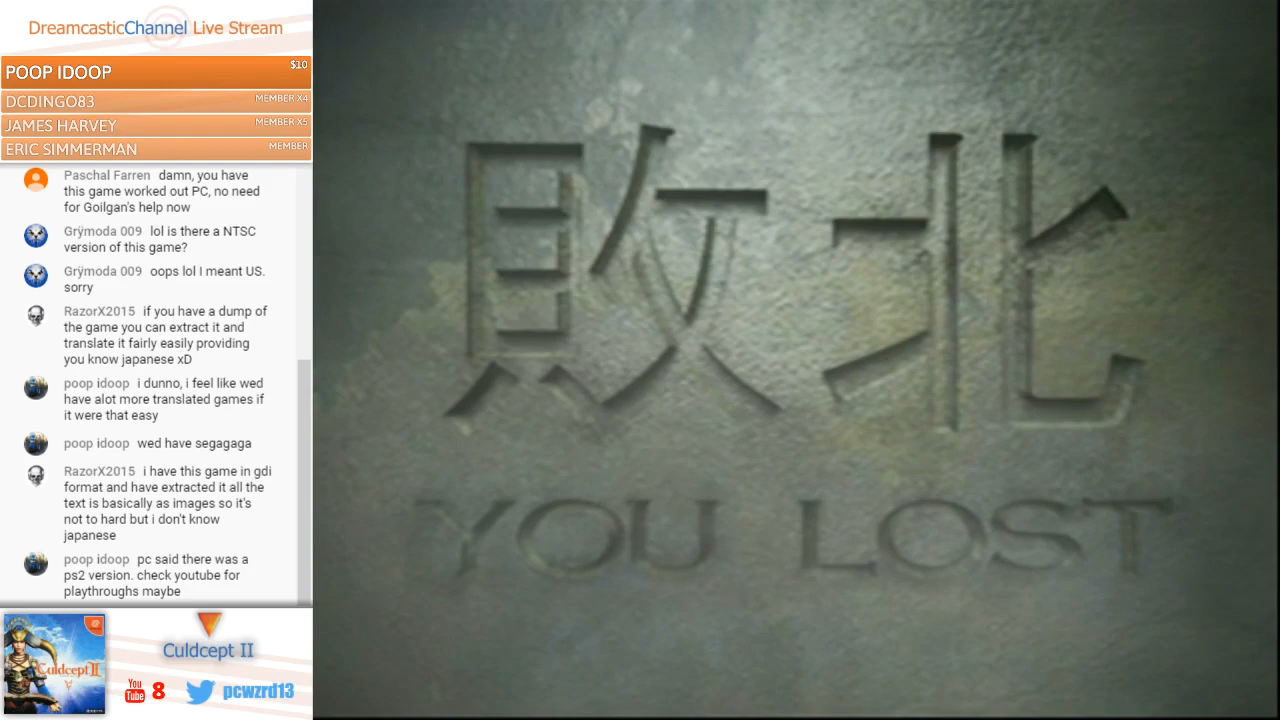 DreamcasticChannel Live Stream
POOP IDOOP $10
DCDINGO83 MEMBER X4
JAMES HARVEY MEMBER X5
ERIC SIMMERMAN MEMBER
Paschal Farren damn, you have
this game worked out PC, no need
for Goilgan's help now
Grÿmoda 009 lol is there a NTSC
version of this game?
Grÿmoda 009 oops lol I meant US.
sorry
RazorX2015 if you have a dump of
the game you can extract it and
translate it fairly easily providing
you know japanese xD
poop idoop i dunno, i feel like wed
have alot more translated games if
it were that easy
poop idoop wed have segagaga
RazorX2015 i have this game in gdi
format and have extracted it all the
text is basically as images so it's
not to hard but i don't know
japanese
poop idoop pc said there was a
ps2 version. check youtube for
playthroughs maybe
Culdcept II
Culdcept II
You
Tube 8
pcwzrd13
敗北
YOU LOST